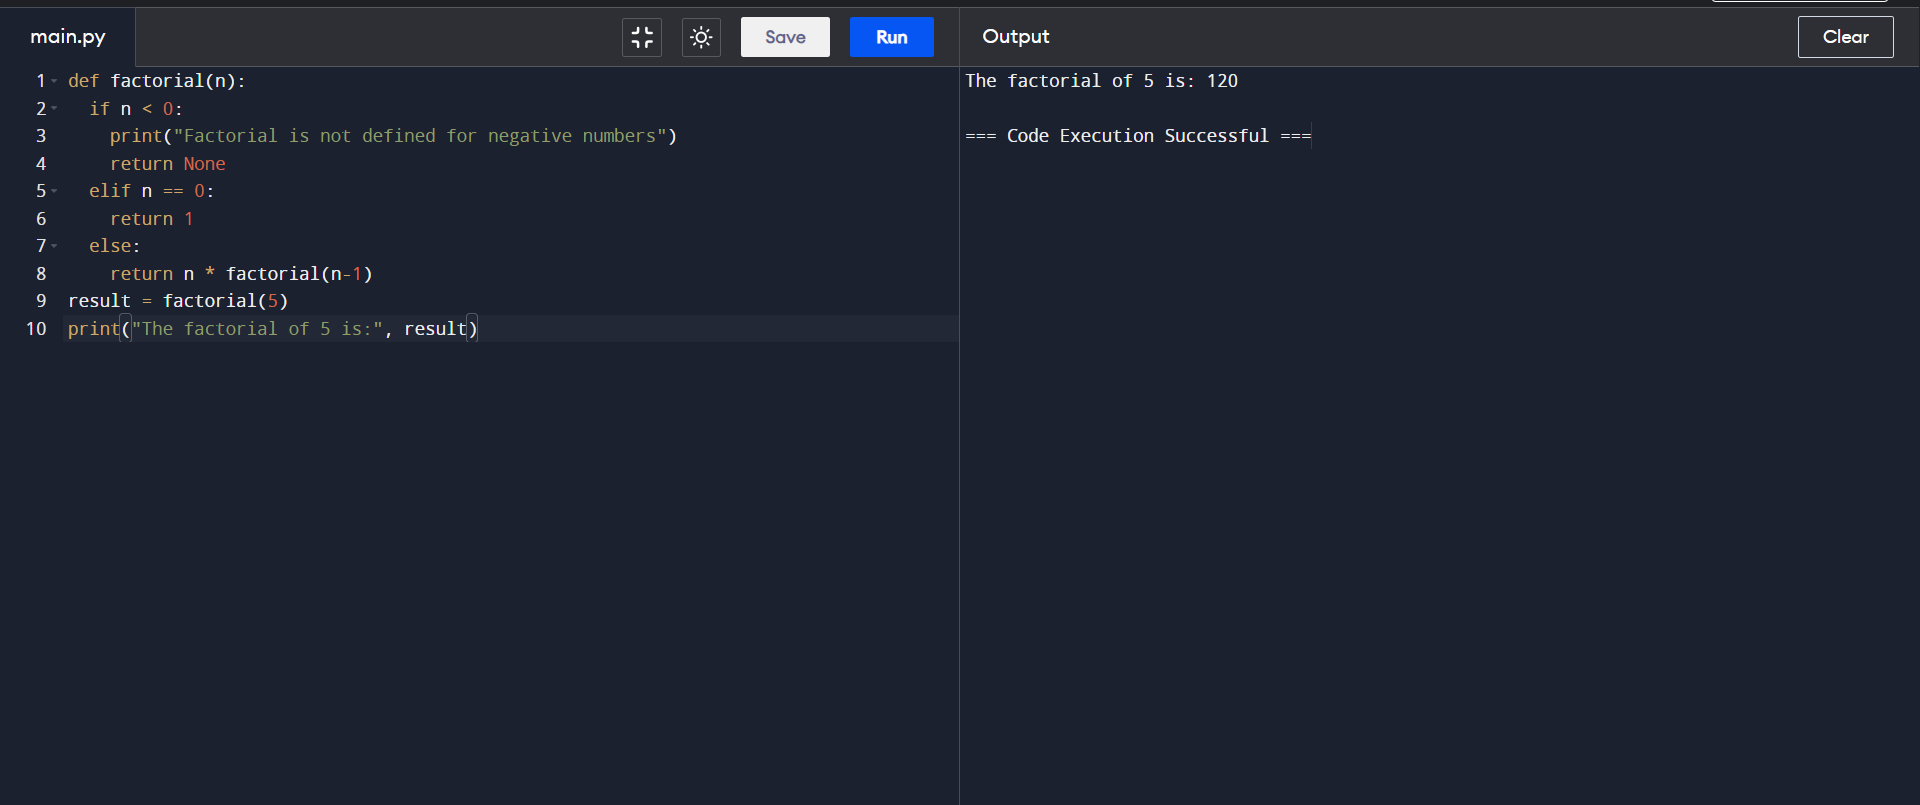 main.py
Save
Run
Output
Clear
1 def factorial(n):
2   if n < 0:
3     print("Factorial is not defined for negative numbers")
4     return None
5   elif n == 0:
6     return 1
7   else:
8     return n * factorial(n-1)
9 result = factorial(5)
10 print("The factorial of 5 is:", result)
The factorial of 5 is: 120
=== Code Execution Successful ===